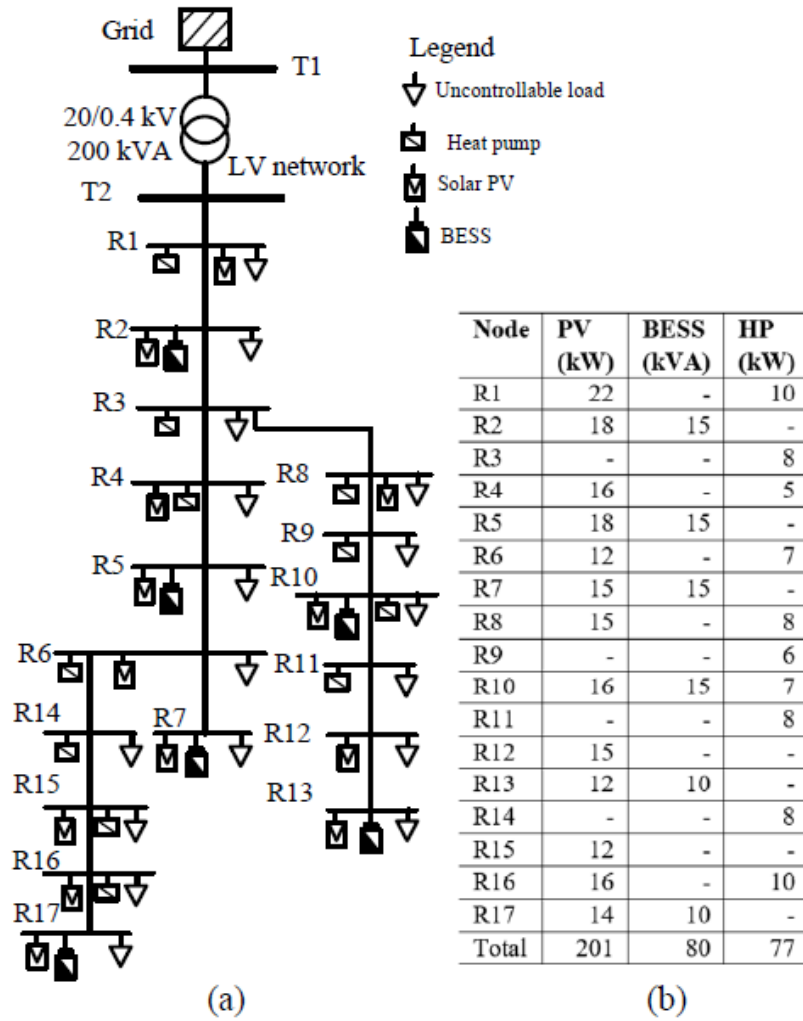 Grid
T1
20/0.4 kV
200 kVA
LV network
T2
R1
R2
R3
R4
R5
R6
R14
R15
R16
R17
R7
R8
R9
R10
R11
R12
R13
Legend
Uncontrollable load
Heat pump
Solar PV
BESS
(a)
Node PV (kW) BESS (kVA) HP (kW)
R1 22 - 10
R2 18 15 -
R3 - - 8
R4 16 - 5
R5 18 15 -
R6 12 - 7
R7 15 15 -
R8 15 - 8
R9 - - 6
R10 16 15 7
R11 - - 8
R12 15 - -
R13 12 10 -
R14 - - 8
R15 12 - -
R16 16 - 10
R17 14 10 -
Total 201 80 77
(b)